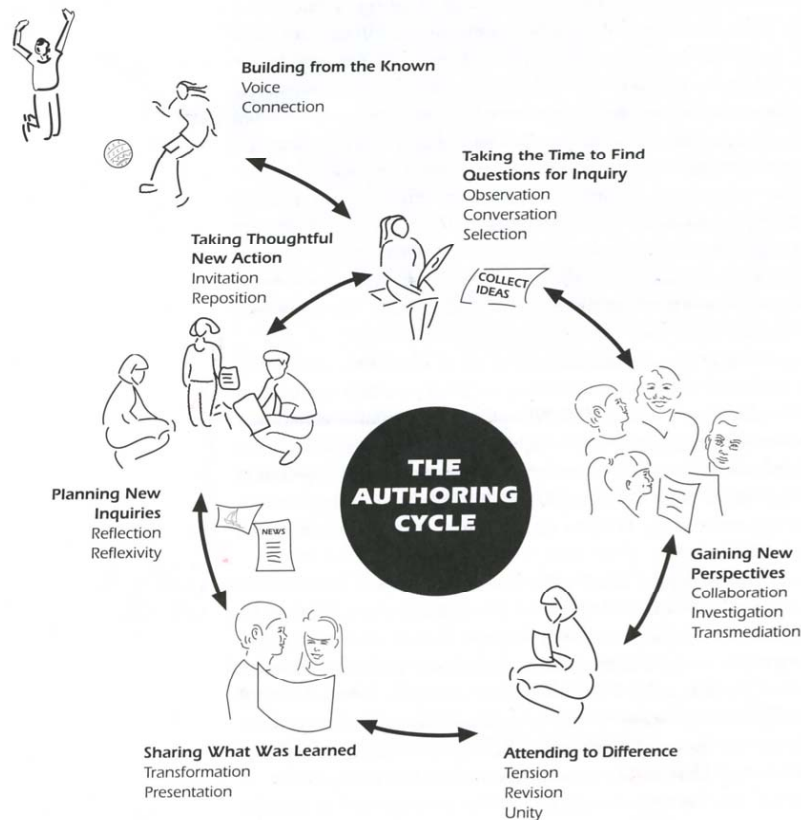 Building from the Known
Voice
Connection
Taking the Time to Find
Questions for Inquiry
Observation
Conversation
Selection
COLLECT
IDEAS
Taking Thoughtful
New Action
Invitation
Reposition
THE
AUTHORING
CYCLE
Planning New
Inquiries
Reflection
Reflexivity
NEWS
Gaining New
Perspectives
Collaboration
Investigation
Transmediation
Sharing What Was Learned
Transformation
Presentation
Attending to Difference
Tension
Revision
Unity